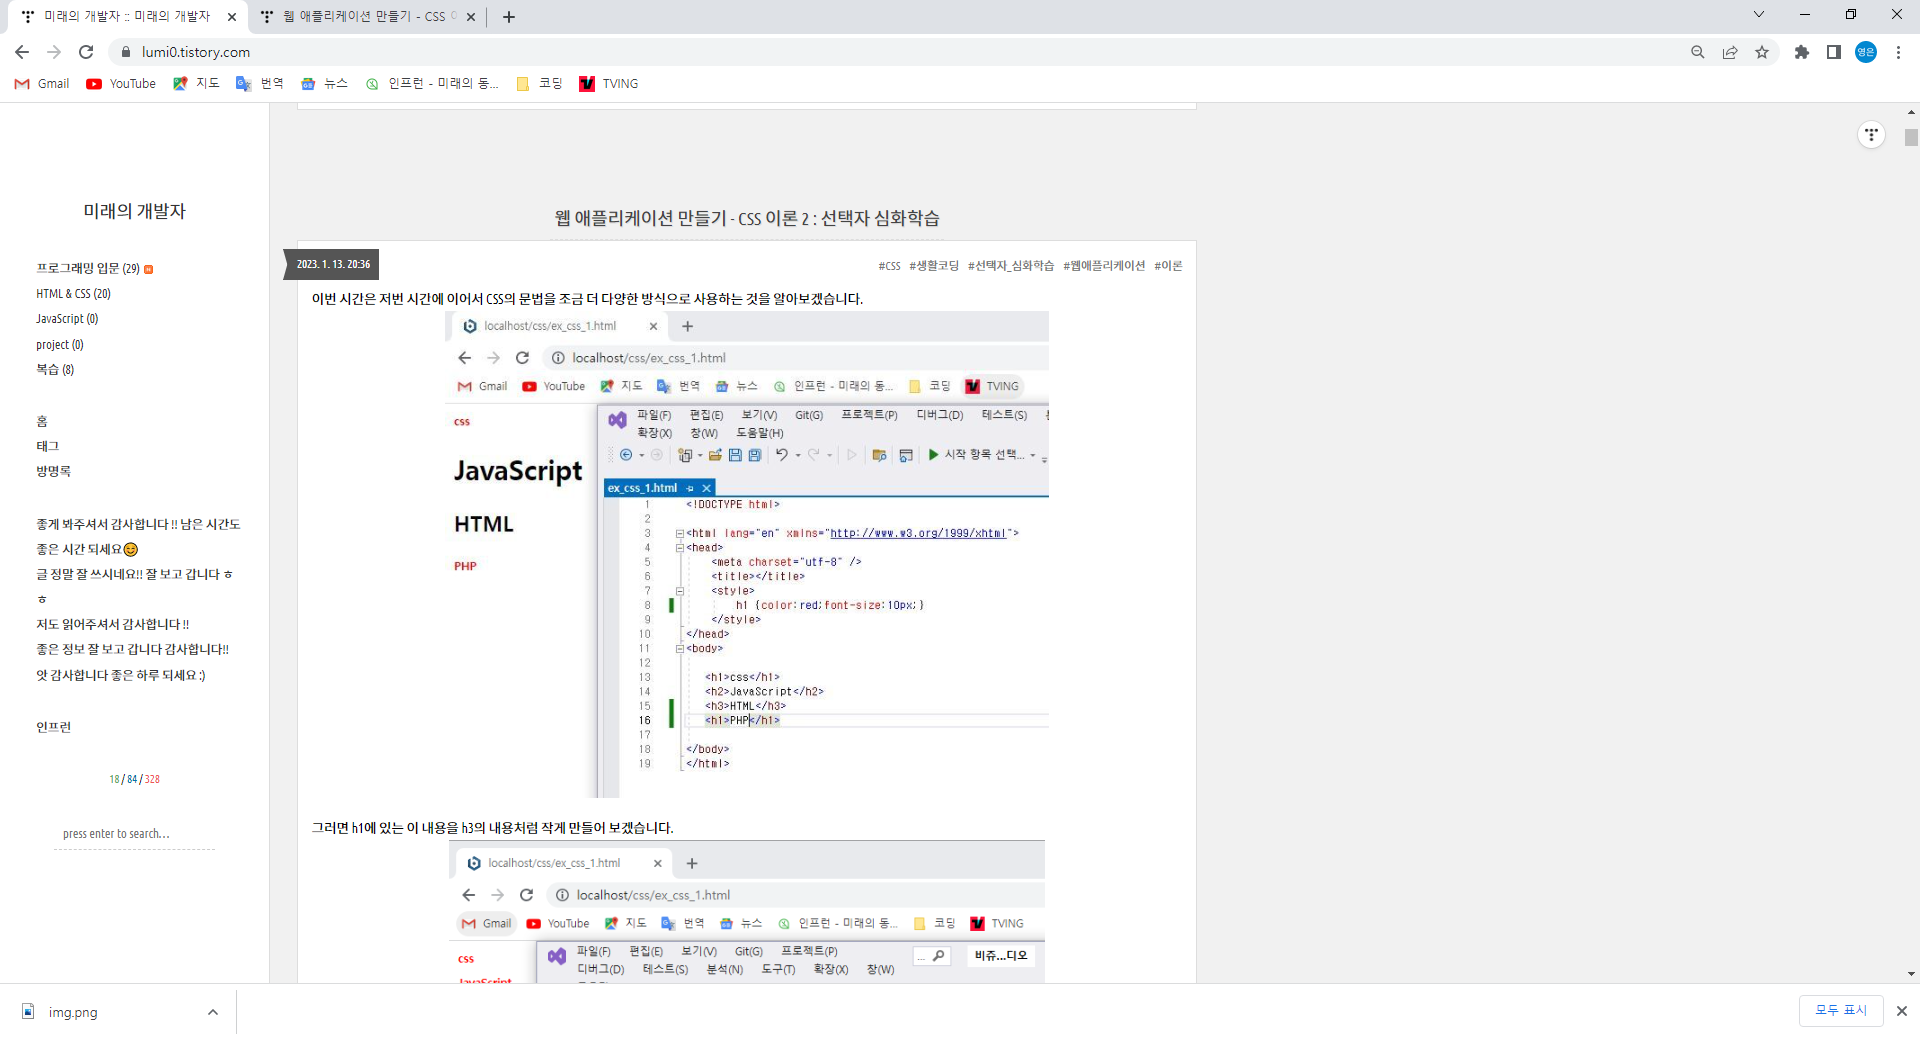 미래의 개발자 :: 미래의 개발자
웹 애플리케이션 만들기 - CSS
lumi0.tistory.com
영은
Gmail
YouTube
지도
번역
뉴스
인프런 - 미래의 동...
코딩
TVING
미래의 개발자
프로그래밍 입문 (29)
HTML & CSS (20)
JavaScript (0)
project (0)
복습 (8)
홈
태그
방명록
좋게 봐주셔서 감사합니다 !! 남은 시간도
좋은 시간 되세요😊
글 정말 잘 쓰시네요!! 잘 보고 갑니다 ㅎ
ㅎ
저도 읽어주셔서 감사합니다 !!
좋은 정보 잘 보고 갑니다 감사합니다!!
앗 감사합니다 좋은 하루 되세요 :)
인프런
18 / 84 / 328
press enter to search...
웹 애플리케이션 만들기 - CSS 이론 2 : 선택자 심화학습
2023. 1. 13. 20:36
#CSS #생활코딩 #선택자_심화학습 #웹애플리케이션 #이론
이번 시간은 저번 시간에 이어서 CSS의 문법을 조금 더 다양한 방식으로 사용하는 것을 알아보겠습니다.
localhost/css/ex_css_1.html
localhost/css/ex_css_1.html
Gmail
YouTube
지도
번역
뉴스
인프런 - 미래의 동...
코딩
TVING
css
JavaScript
HTML
PHP
파일(F) 편집(E) 보기(V) Git(G) 프로젝트(P) 디버그(D) 테스트(S)
확장(X) 창(W) 도움말(H)
시작 항목 선택...
ex_css_1.html
1 <!DOCTYPE html>
2
3 <html lang="en" xmlns="http://www.w3.org/1999/xhtml">
4 <head>
5 <meta charset="utf-8" />
6 <title></title>
7 <style>
8 h1 {color:red;font-size:10px;}
9 </style>
10 </head>
11 <body>
12
13 <h1>css</h1>
14 <h2>JavaScript</h2>
15 <h3>HTML</h3>
16 <h1>PHP</h1>
17
18 </body>
19 </html>
그러면 h1에 있는 이 내용을 h3의 내용처럼 작게 만들어 보겠습니다.
localhost/css/ex_css_1.html
localhost/css/ex_css_1.html
Gmail
YouTube
지도
번역
뉴스
인프런 - 미래의 동...
코딩
TVING
css
JavaScript
파일(F) 편집(E) 보기(V) Git(G) 프로젝트(P)
디버그(D) 테스트(S) 분석(N) 도구(T) 확장(X) 창(W)
...
비쥬...디오
img.png
모두 표시